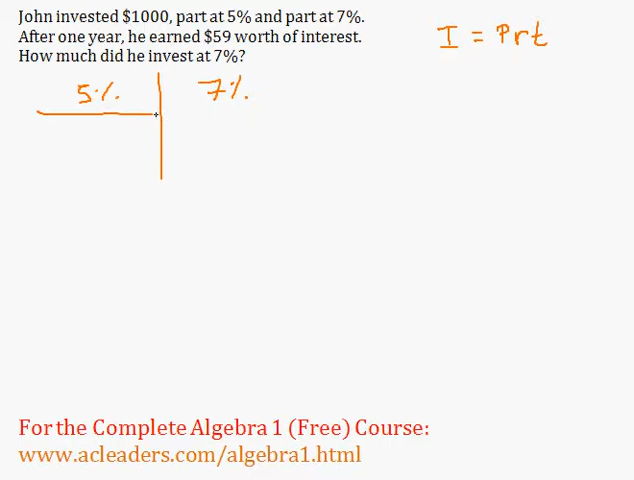 John invested $1000, part at 5% and part at 7%.
After one year, he earned $59 worth of interest.
How much did he invest at 7%?
I = Prt
5% 7%
For the Complete Algebra 1 (Free) Course:
www.acleaders.com/algebra1.html